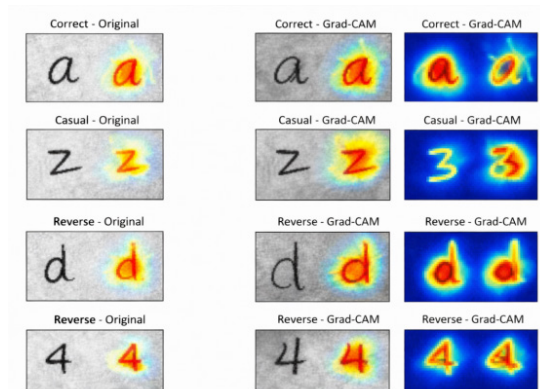 Correct - Original
Correct - Grad-CAM
Correct - Grad-CAM
a a
a a
a a
Casual - Original
Casual - Grad-CAM
Casual - Grad-CAM
z z
z z
3 3
Reverse - Original
Reverse - Grad-CAM
Reverse - Grad-CAM
d d
d d
d d
Reverse - Original
Reverse - Grad-CAM
Reverse - Grad-CAM
4 4
4 4
4 4